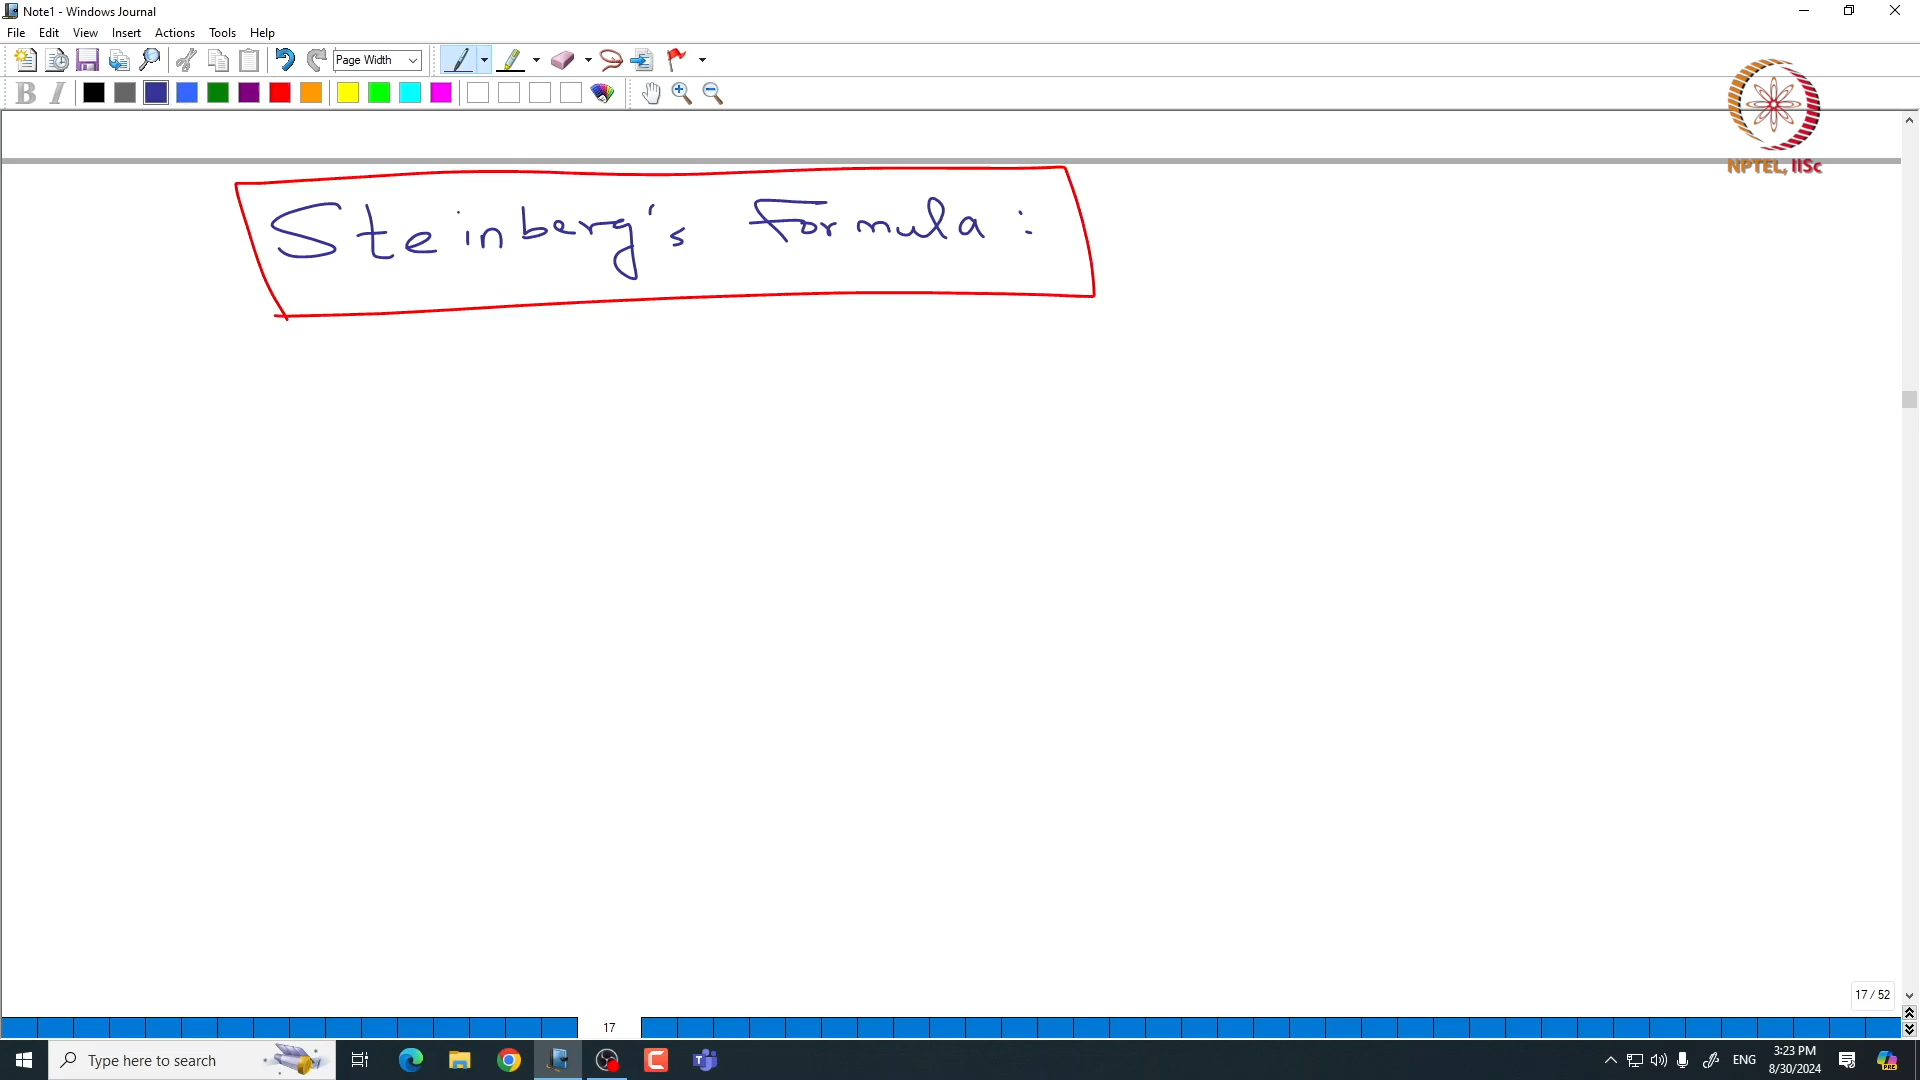 Note1 - Windows Journal
File Edit View Insert Actions Tools Help
Page Width
B I
NPTEL, IISc
Steinberg's Formula:
17 / 52
17
Type here to search
ENG
3:23 PM
8/30/2024